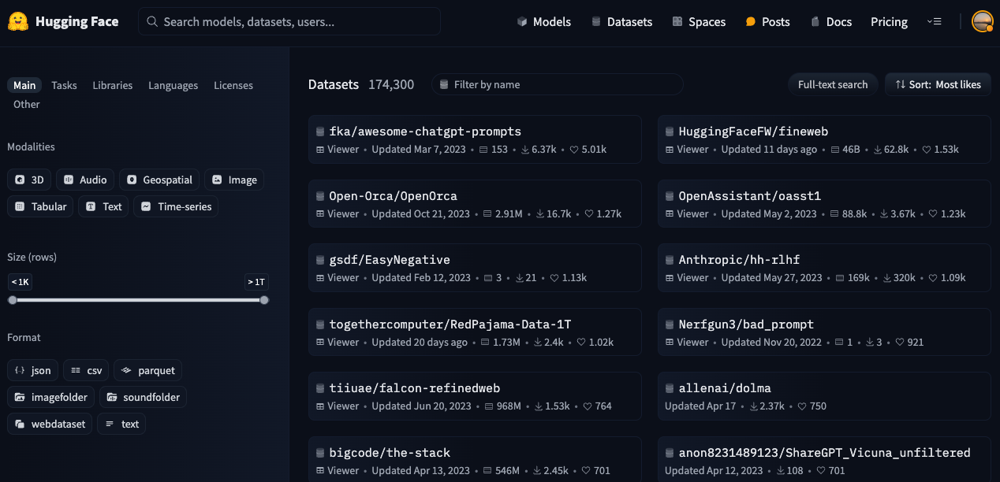 Hugging Face
Search models, datasets, users...
Models
Datasets
Spaces
Posts
Docs
Pricing
Main Tasks Libraries Languages Licenses
Other
Modalities
3D Audio Geospatial Image
Tabular Text Time-series
Size (rows)
<1K >1T
Format
json csv parquet
imagefolder soundfolder
webdataset text
Datasets 174,300
Filter by name
Full-text search
Sort: Most likes
fka/awesome-chatgpt-prompts
Viewer • Updated Mar 7, 2023 • 153 • 6.37k • 5.01k
HuggingFaceFW/fineweb
Viewer • Updated 11 days ago • 46B • 62.8k • 1.53k
Open-Orca/OpenOrca
Viewer • Updated Oct 21, 2023 • 2.91M • 16.7k • 1.27k
OpenAssistant/oasst1
Viewer • Updated May 2, 2023 • 88.8k • 3.67k • 1.23k
gsdf/EasyNegative
Viewer • Updated Feb 12, 2023 • 3 • 21 • 1.13k
Anthropic/hh-rlhf
Viewer • Updated May 27, 2023 • 169k • 320k • 1.09k
togethercomputer/RedPajama-Data-1T
Viewer • Updated 20 days ago • 1.73M • 2.4k • 1.02k
Nerfgun3/bad_prompt
Viewer • Updated Nov 20, 2022 • 1 • 3 • 921
tiiuae/falcon-refinedweb
Viewer • Updated Jun 20, 2023 • 968M • 1.53k • 764
allenai/dolma
Updated Apr 17 • 2.37k • 750
bigcode/the-stack
Viewer • Updated Apr 13, 2023 • 546M • 2.45k • 701
anon8231489123/ShareGPT_Vicuna_unfiltered
Updated Apr 12, 2023 • 108 • 701